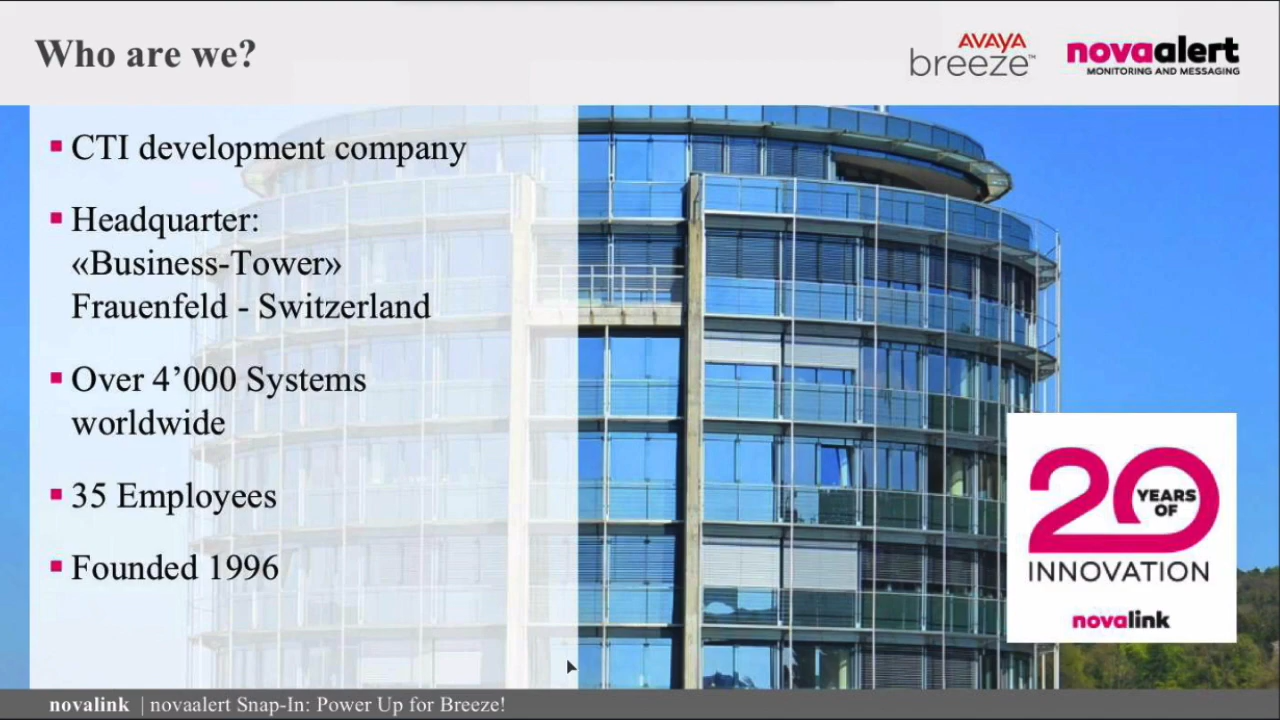 Who are we?
AVAYA
breeze™
novaalert
MONITORING AND MESSAGING
▪ CTI development company
▪ Headquarter:
«Business-Tower»
Frauenfeld - Switzerland
▪ Over 4’000 Systems
worldwide
▪ 35 Employees
▪ Founded 1996
20
YEARS
OF
INNOVATION
novalink
novalink | novaalert Snap-In: Power Up for Breeze!